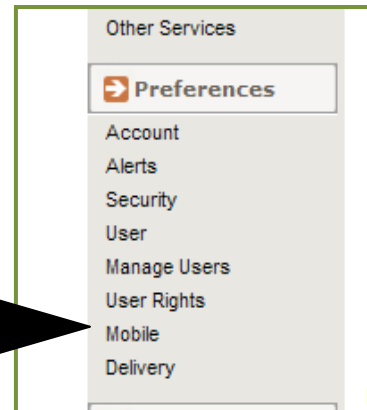 Other Services
Preferences
Account
Alerts
Security
User
Manage Users
User Rights
Mobile
Delivery